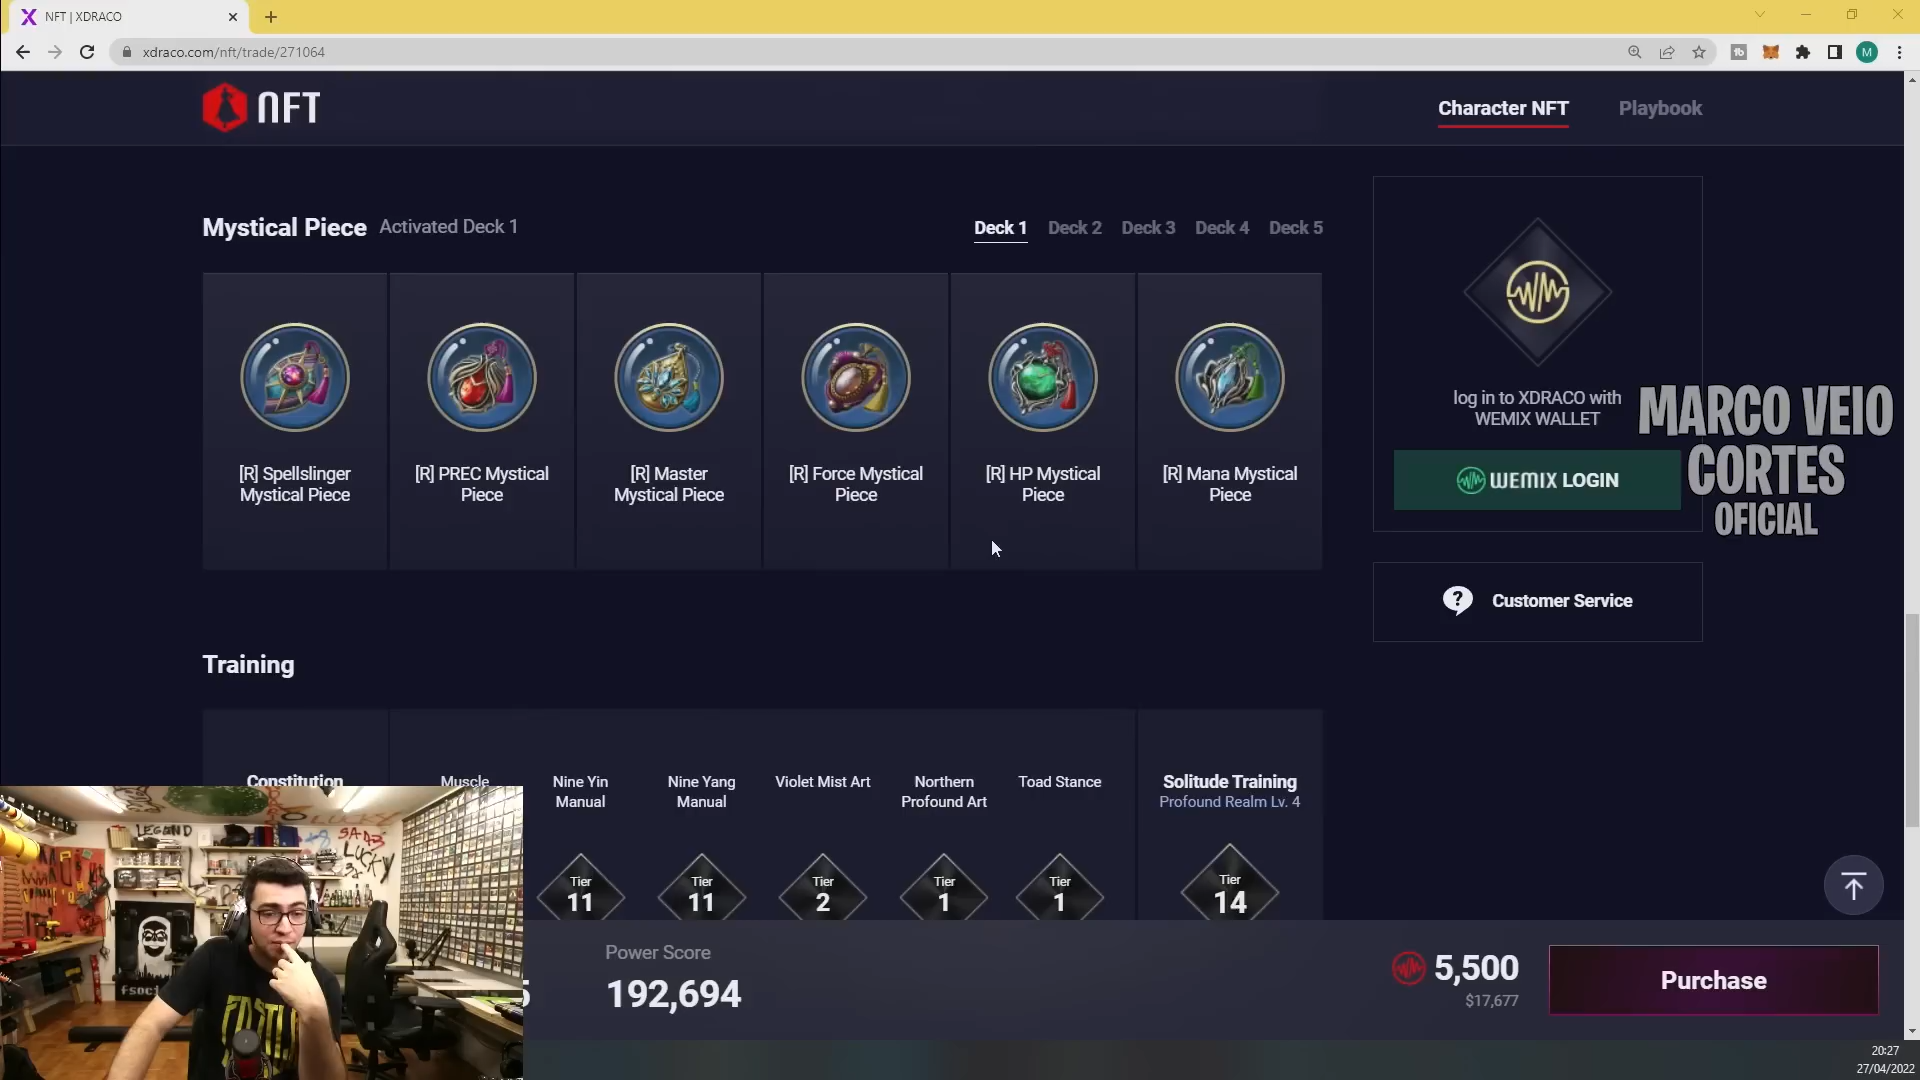 NFT | XDRACO
xdraco.com/nft/trade/271064
M
NFT
Character NFT
Playbook
Mystical Piece
Activated Deck 1
Deck 1
Deck 2
Deck 3
Deck 4
Deck 5
[R] Spellslinger
Mystical Piece
[R] PREC Mystical
Piece
[R] Master
Mystical Piece
[R] Force Mystical
Piece
[R] HP Mystical
Piece
[R] Mana Mystical
Piece
log in to XDRACO with
WEMIX WALLET
WEMIX LOGIN
MARCO VEIO
CORTES
OFICIAL
? Customer Service
Training
Constitution
Muscle
Nine Yin
Manual
Nine Yang
Manual
Violet Mist Art
Northern
Profound Art
Toad Stance
Solitude Training
Profound Realm Lv. 4
Tier
11
Tier
11
Tier
2
Tier
1
Tier
1
Tier
14
LEGEND
LUCKY
Power Score
192,694
5,500
$17,677
Purchase
20:27
27/04/2022